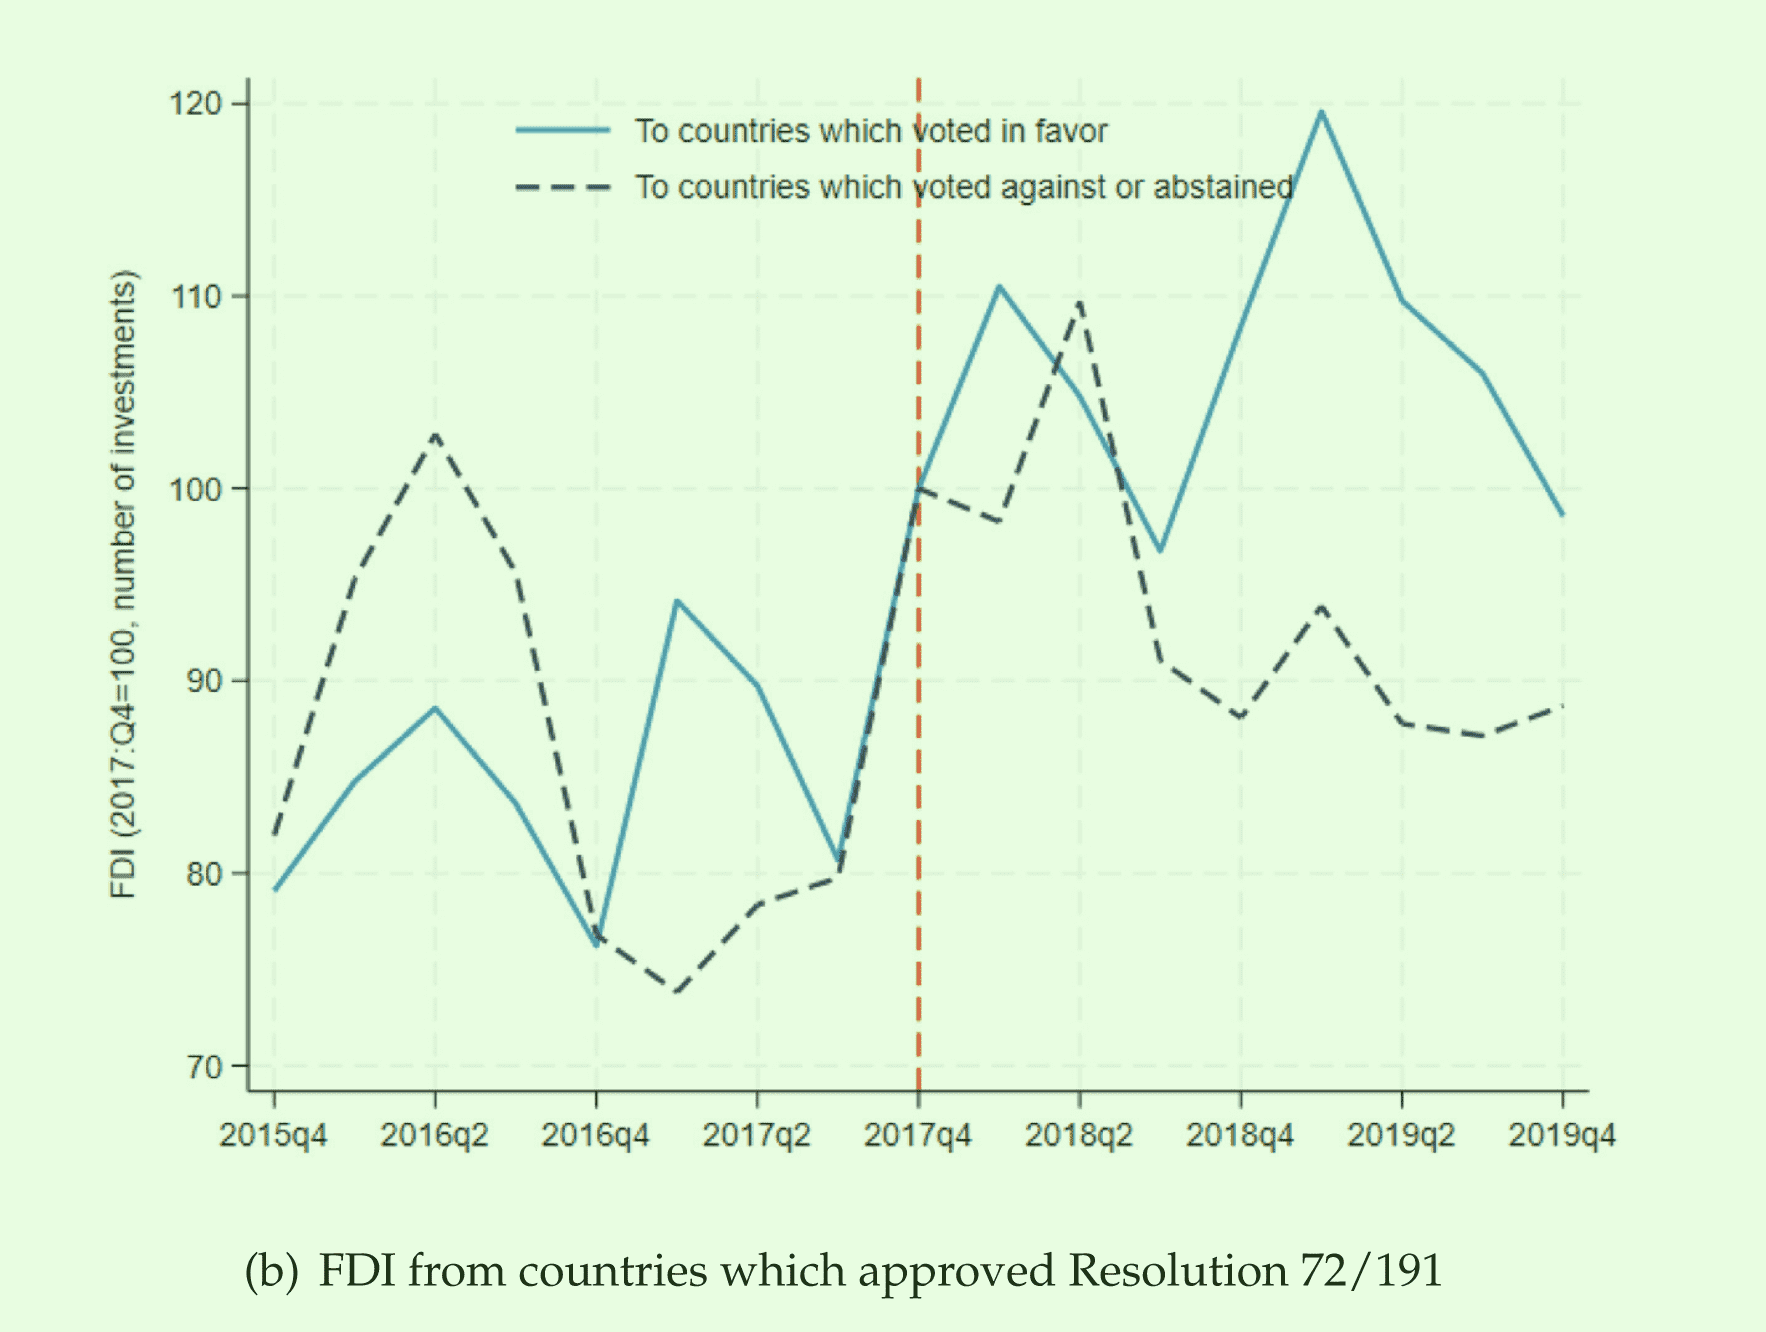 120
To countries which voted in favor
To countries which voted against or abstained
110
100
90
80
70
FDI (2017:Q4=100, number of investments)
2015q4 2016q2 2016q4 2017q2 2017q4 2018q2 2018q4 2019q2 2019q4
(b) FDI from countries which approved Resolution 72/191